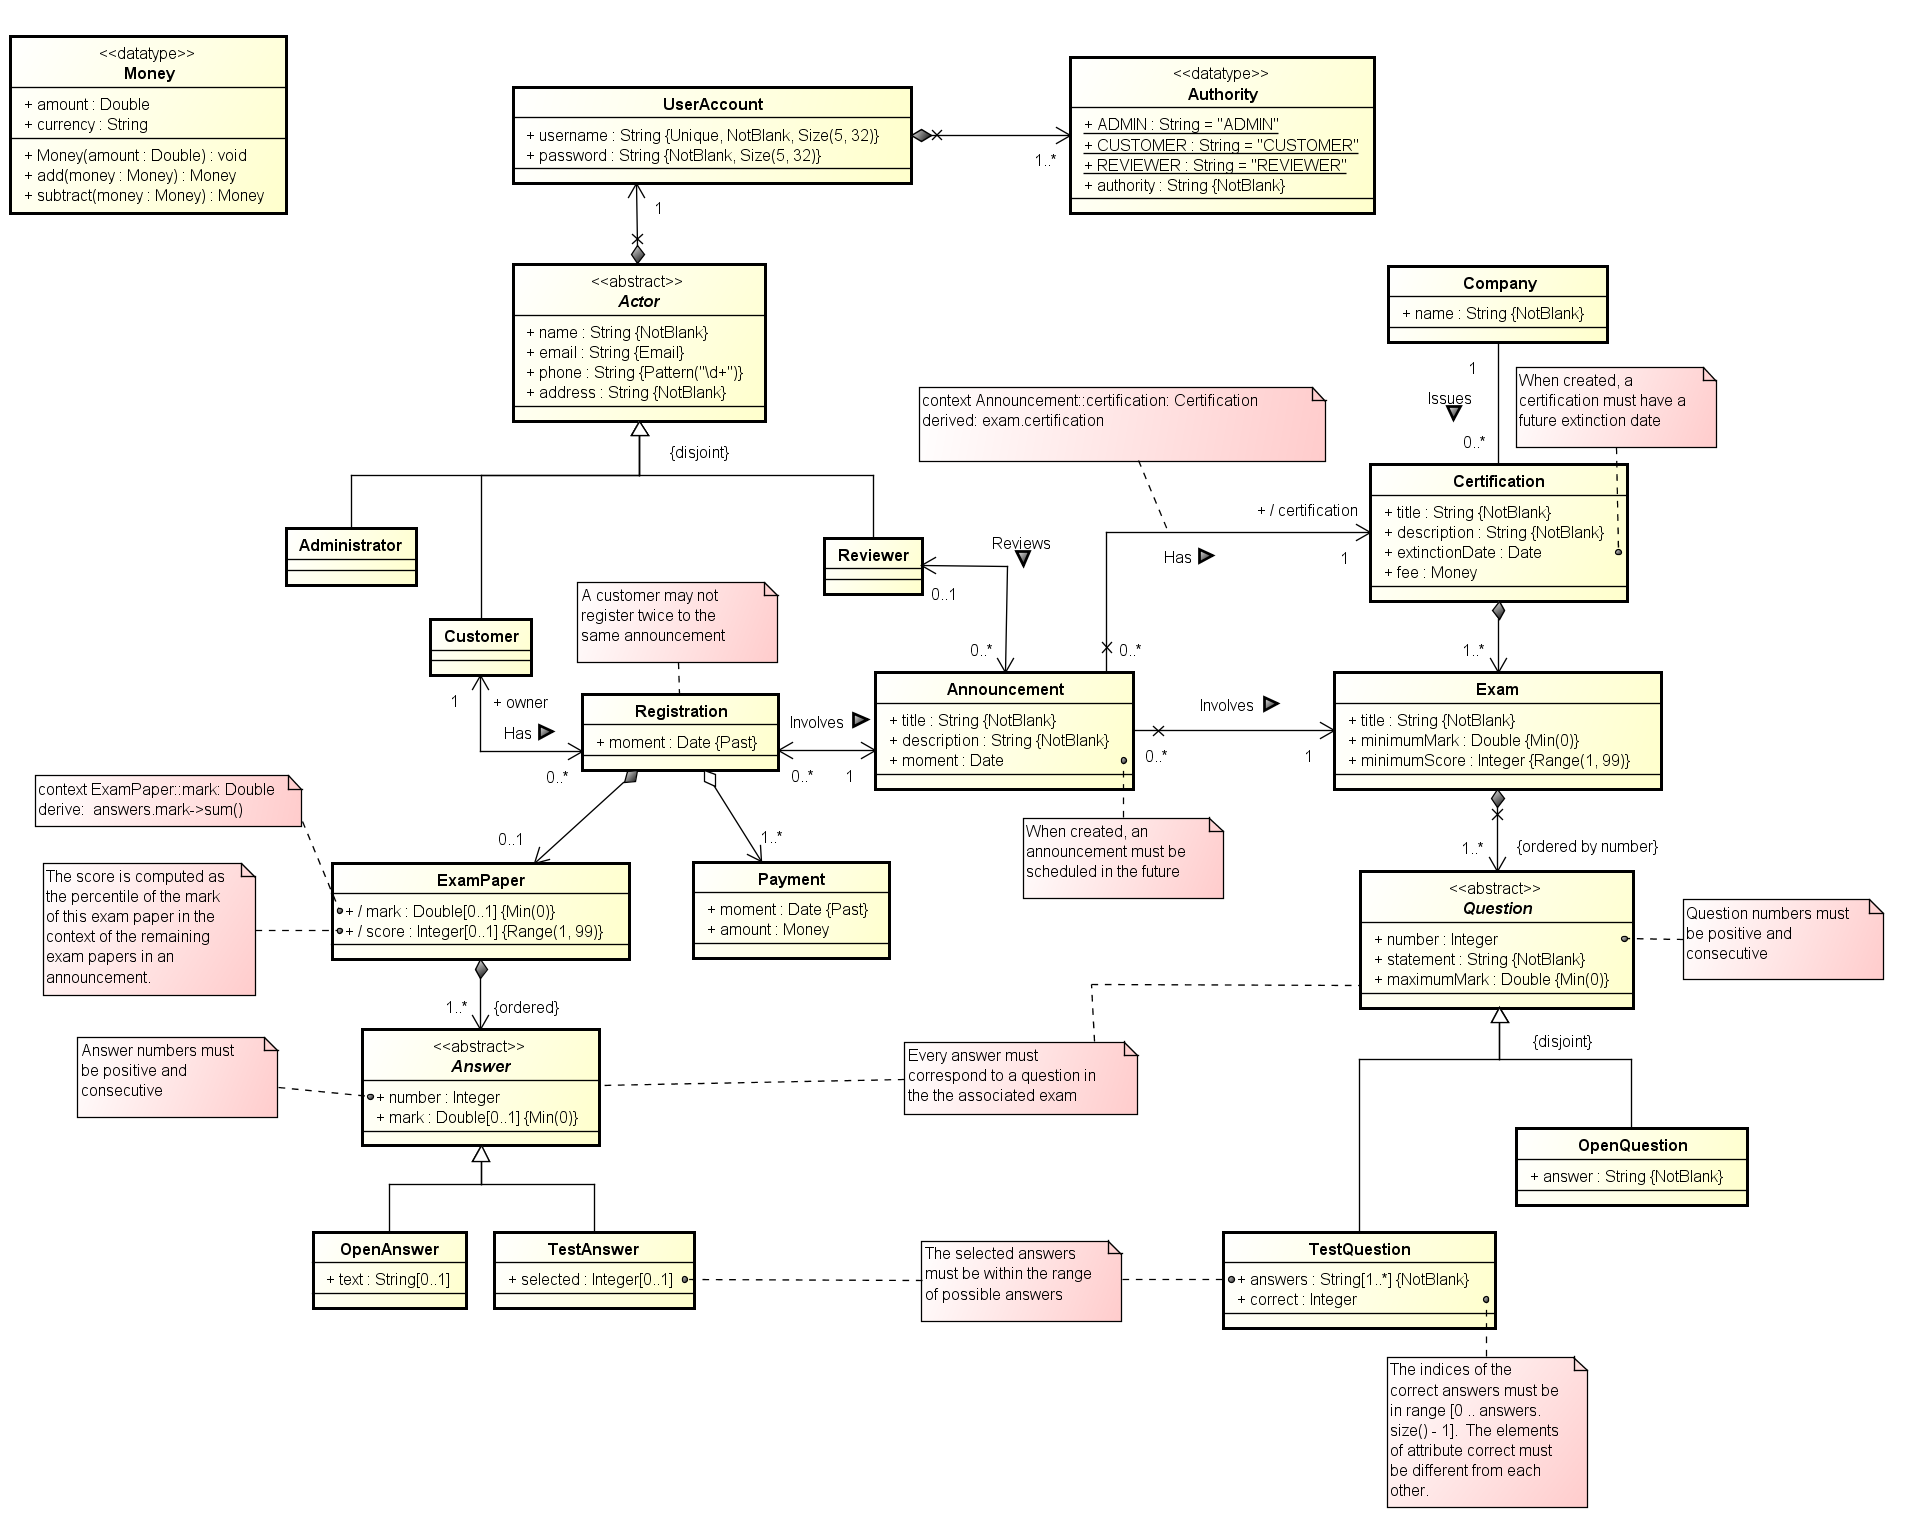 <<datatype>>
Money
+ amount : Double
+ currency : String
+ Money(amount : Double) : void
+ add(money : Money) : Money
+ subtract(money : Money) : Money
UserAccount
+ username : String {Unique, NotBlank, Size(5, 32)}
+ password : String {NotBlank, Size(5, 32)}
1..*
<<datatype>>
Authority
+ ADMIN : String = "ADMIN"
+ CUSTOMER : String = "CUSTOMER"
+ REVIEWER : String = "REVIEWER"
+ authority : String {NotBlank}
1
<<abstract>>
Actor
+ name : String {NotBlank}
+ email : String {Email}
+ phone : String {Pattern("\d+")}
+ address : String {NotBlank}
{disjoint}
Company
+ name : String {NotBlank}
1
Issues
0..*
When created, a
certification must have a
future extinction date
context Announcement::certification: Certification
derived: exam.certification
Certification
+ title : String {NotBlank}
+ description : String {NotBlank}
+ extinctionDate : Date
+ fee : Money
+ / certification
Has
1
0..*
1..*
Administrator
Customer
Reviewer
Reviews
0..1
0..*
A customer may not
register twice to the
same announcement
1
+ owner
Has
0..*
Registration
+ moment : Date {Past}
Involves
0..*
1
Announcement
+ title : String {NotBlank}
+ description : String {NotBlank}
+ moment : Date
Involves
0..*
1
Exam
+ title : String {NotBlank}
+ minimumMark : Double {Min(0)}
+ minimumScore : Integer {Range(1, 99)}
When created, an
announcement must be
scheduled in the future
1..*
{ordered by number}
context ExamPaper::mark: Double
derive:  answers.mark->sum()
The score is computed as
the percentile of the mark
of this exam paper in the
context of the remaining
exam papers in an
announcement.
0..1
1..*
ExamPaper
+ / mark : Double[0..1] {Min(0)}
+ / score : Integer[0..1] {Range(1, 99)}
Payment
+ moment : Date {Past}
+ amount : Money
<<abstract>>
Question
+ number : Integer
+ statement : String {NotBlank}
+ maximumMark : Double {Min(0)}
Question numbers must
be positive and
consecutive
1..*
{ordered}
Answer numbers must
be positive and
consecutive
<<abstract>>
Answer
+ number : Integer
+ mark : Double[0..1] {Min(0)}
Every answer must
correspond to a question in
the the associated exam
{disjoint}
OpenQuestion
+ answer : String {NotBlank}
OpenAnswer
+ text : String[0..1]
TestAnswer
+ selected : Integer[0..1]
The selected answers
must be within the range
of possible answers
TestQuestion
+ answers : String[1..*] {NotBlank}
+ correct : Integer
The indices of the
correct answers must be
in range [0 .. answers.
size() - 1].  The elements
of attribute correct must
be different from each
other.